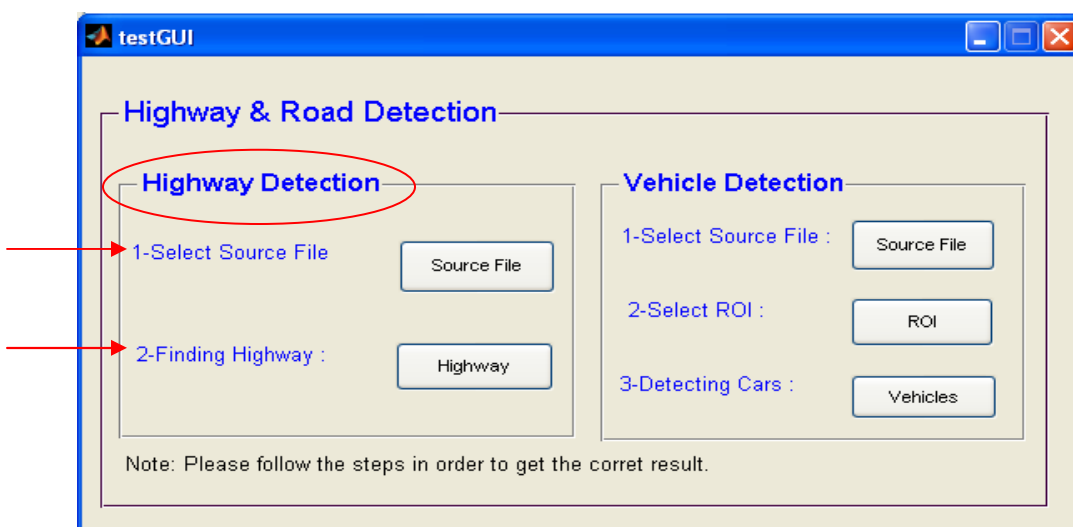 testGUI
Highway & Road Detection
Highway Detection
1-Select Source File
Source File
2-Finding Highway :
Highway
Vehicle Detection
1-Select Source File :
Source File
2-Select ROI :
ROI
3-Detecting Cars :
Vehicles
Note: Please follow the steps in order to get the corret result.